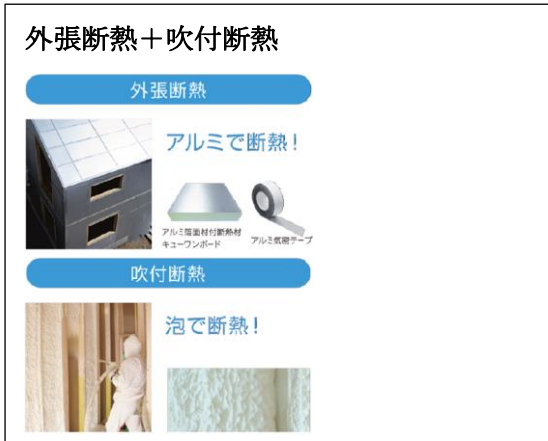 外張断熱＋吹付断熱
外張断熱
アルミで断熱！
アルミ箔面材付断熱材
キューワンボード
アルミ気密テープ
吹付断熱
泡で断熱！